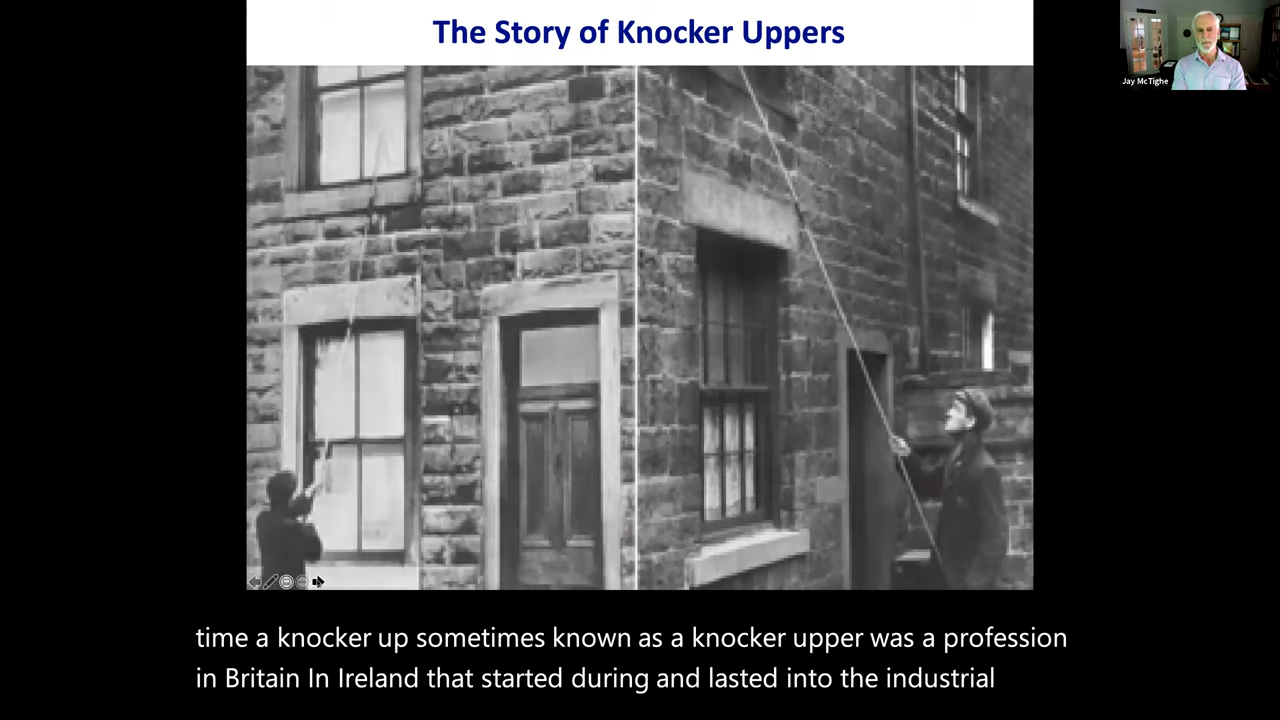 The Story of Knocker Uppers
Jay McTighe
time a knocker up sometimes known as a knocker upper was a profession
in Britain In Ireland that started during and lasted into the industrial